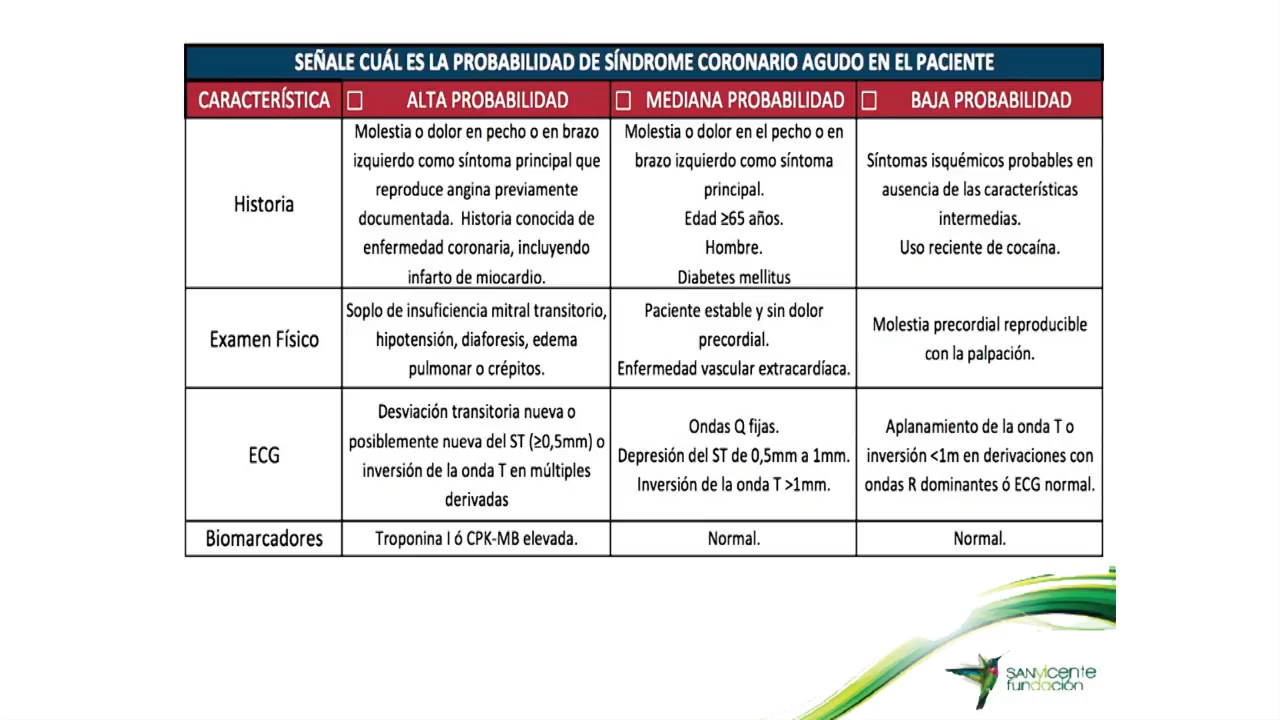 SEÑALE CUÁL ES LA PROBABILIDAD DE SÍNDROME CORONARIO AGUDO EN EL PACIENTE
CARACTERÍSTICA
☐ ALTA PROBABILIDAD
☐ MEDIANA PROBABILIDAD
☐ BAJA PROBABILIDAD
Historia
Molestia o dolor en pecho o en brazo
izquierdo como síntoma principal que
reproduce angina previamente
documentada. Historia conocida de
enfermedad coronaria, incluyendo
infarto de miocardio.
Molestia o dolor en el pecho o en
brazo izquierdo como síntoma
principal.
Edad ≥65 años.
Hombre.
Diabetes mellitus
Síntomas isquémicos probables en
ausencia de las características
intermedias.
Uso reciente de cocaína.
Examen Físico
Soplo de insuficiencia mitral transitorio,
hipotensión, diaforesis, edema
pulmonar o crépitos.
Paciente estable y sin dolor
precordial.
Enfermedad vascular extracardíaca.
Molestia precordial reproducible
con la palpación.
ECG
Desviación transitoria nueva o
posiblemente nueva del ST (≥0,5mm) o
inversión de la onda T en múltiples
derivadas
Ondas Q fijas.
Depresión del ST de 0,5mm a 1mm.
Inversión de la onda T >1mm.
Aplanamiento de la onda T o
inversión <1m en derivaciones con
ondas R dominantes ó ECG normal.
Biomarcadores
Troponina I ó CPK-MB elevada.
Normal.
Normal.
SANVICENTE
fundación